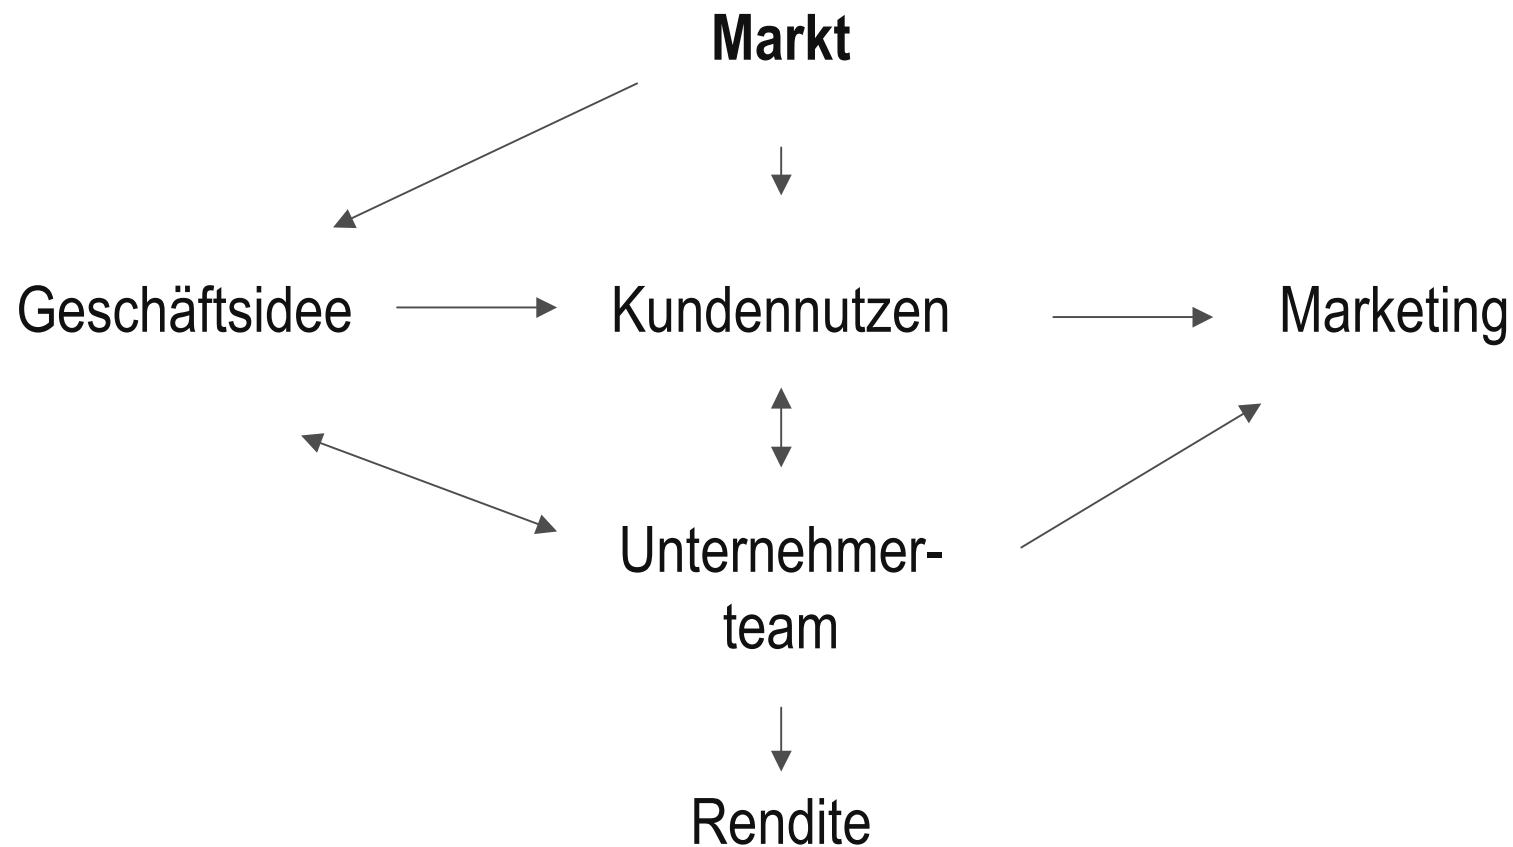 Markt
Geschäftsidee
Kundennutzen
Marketing
Unternehmer-
team
Rendite